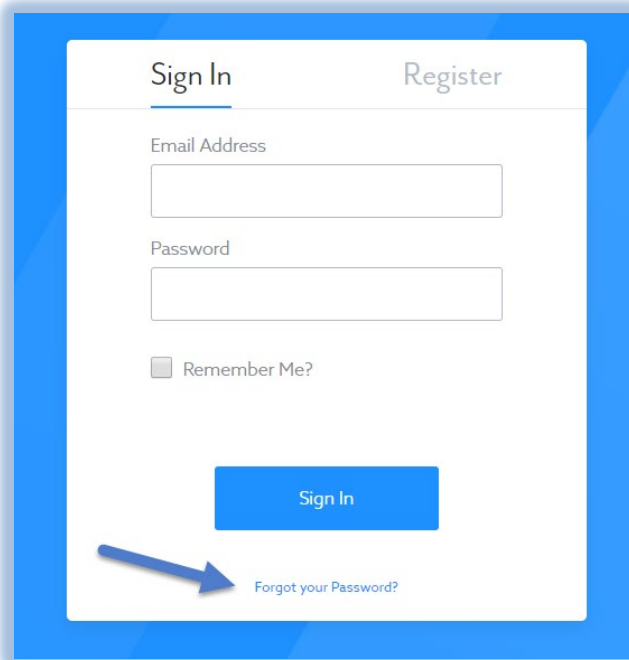 Sign In Register
Email Address
Password
Remember Me?
Sign In
Forgot your Password?